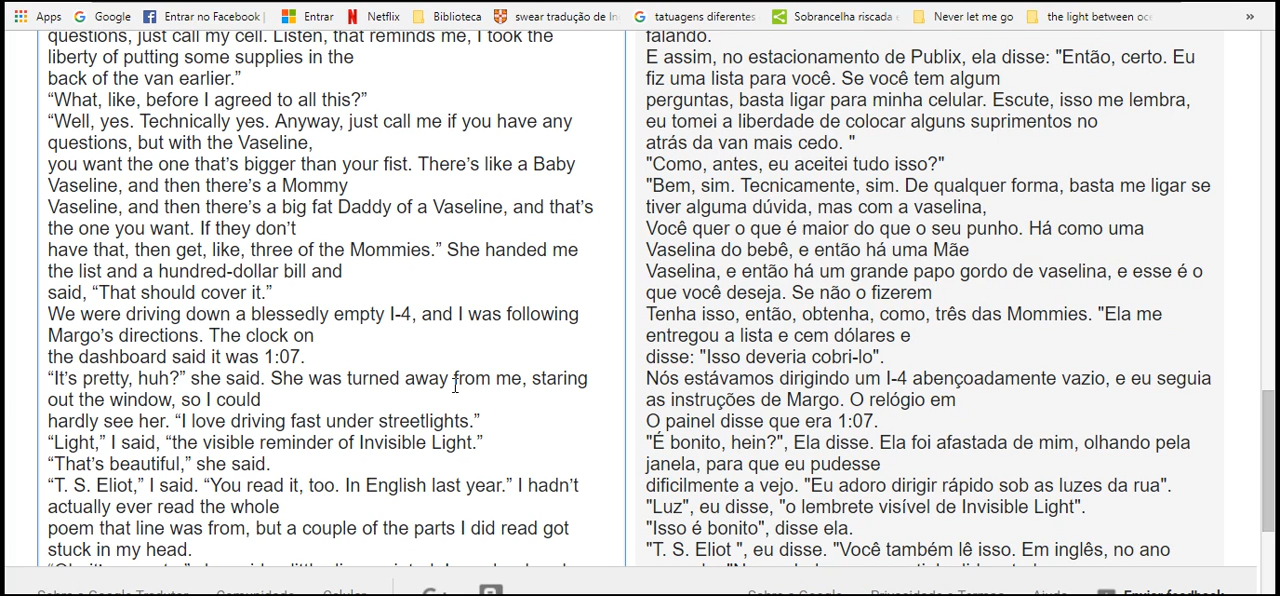 Apps Google Entrar no Facebook Entrar Netflix Biblioteca swear tradução de In tatuagens diferentes Sobrancelha riscada Never let me go the light between oce »
questions, just call my cell. Listen, that reminds me, I took the
liberty of putting some supplies in the
back of the van earlier.”
“What, like, before I agreed to all this?”
“Well, yes. Technically yes. Anyway, just call me if you have any
questions, but with the Vaseline,
you want the one that’s bigger than your fist. There’s like a Baby
Vaseline, and then there’s a Mommy
Vaseline, and then there’s a big fat Daddy of a Vaseline, and that’s
the one you want. If they don’t
have that, then get, like, three of the Mommies.” She handed me
the list and a hundred-dollar bill and
said, “That should cover it.”
We were driving down a blessedly empty I-4, and I was following
Margo’s directions. The clock on
the dashboard said it was 1:07.
“It’s pretty, huh?” she said. She was turned away from me, staring
out the window, so I could
hardly see her. “I love driving fast under streetlights.”
“Light,” I said, “the visible reminder of Invisible Light.”
“That’s beautiful,” she said.
“T. S. Eliot,” I said. “You read it, too. In English last year.” I hadn’t
actually ever read the whole
poem that line was from, but a couple of the parts I did read got
stuck in my head.
falando.
E assim, no estacionamento de Publix, ela disse: "Então, certo. Eu
fiz uma lista para você. Se você tem algum
perguntas, basta ligar para minha celular. Escute, isso me lembra,
eu tomei a liberdade de colocar alguns suprimentos no
atrás da van mais cedo. "
"Como, antes, eu aceitei tudo isso?"
"Bem, sim. Tecnicamente, sim. De qualquer forma, basta me ligar se
tiver alguma dúvida, mas com a vaselina,
Você quer o que é maior do que o seu punho. Há como uma
Vaselina do bebê, e então há uma Mãe
Vaselina, e então há um grande papo gordo de vaselina, e esse é o
que você deseja. Se não o fizerem
Tenha isso, então, obtenha, como, três das Mommies. "Ela me
entregou a lista e cem dólares e
disse: "Isso deveria cobri-lo".
Nós estávamos dirigindo um I-4 abençoadamente vazio, e eu seguia
as instruções de Margo. O relógio em
O painel disse que era 1:07.
"É bonito, hein?", Ela disse. Ela foi afastada de mim, olhando pela
janela, para que eu pudesse
dificilmente a vejo. "Eu adoro dirigir rápido sob as luzes da rua".
"Luz", eu disse, "o lembrete visível de Invisible Light".
"Isso é bonito", disse ela.
"T. S. Eliot ", eu disse. "Você também lê isso. Em inglês, no ano